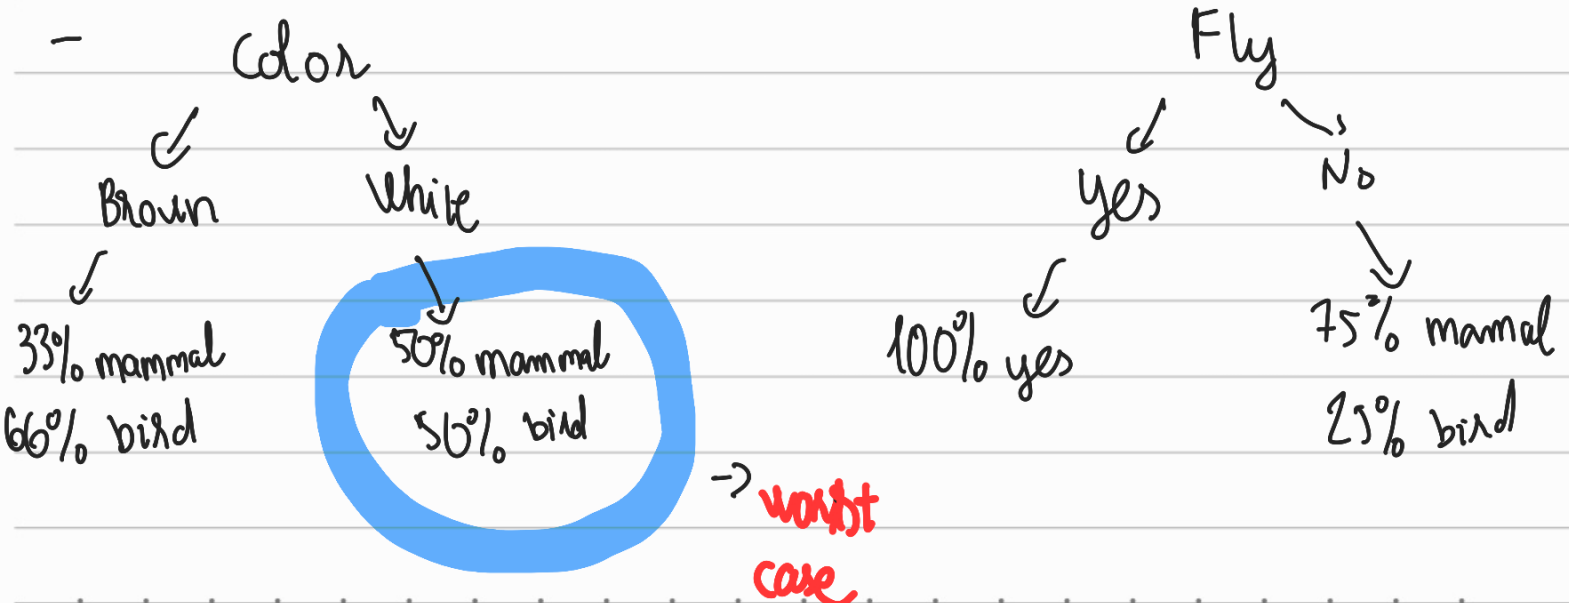 - Color
Fly
Brown
White
Yes
No
33% mammal
66% bird
50% mammal
50% bird
100% yes
75% mamal
25% bird
-> worst
case